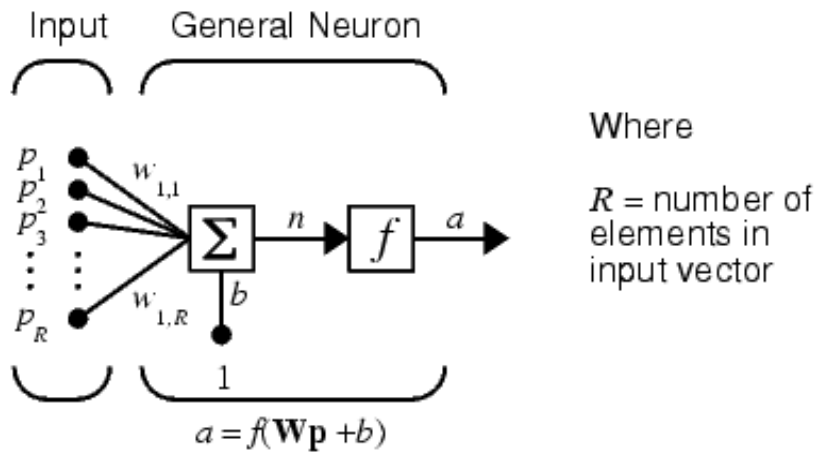 Input
General Neuron
p1
p2
p3
pR
w1,1
w1,R
Σ
n
f
a
b
1
a = f(Wp +b)
Where
R = number of
elements in
input vector